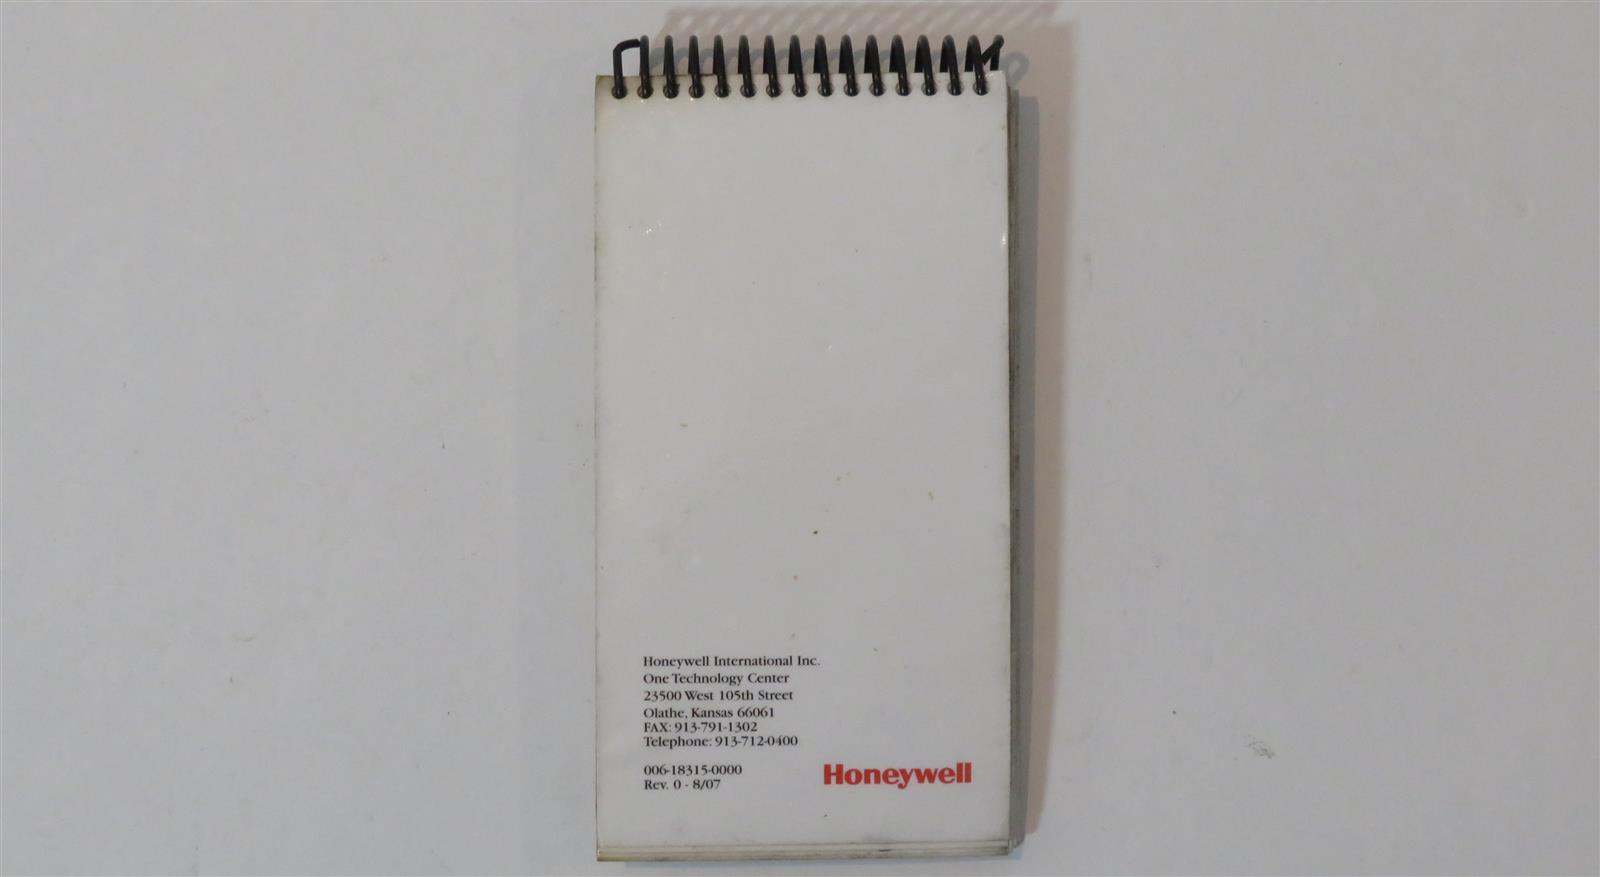 Honeywell International Inc.
One Technology Center
23500 West 105th Street
Olathe, Kansas 66061
FAX: 913-791-1302
Telephone: 913-712-0400
006-18315-0000
Rev. 0 - 8/07
Honeywell